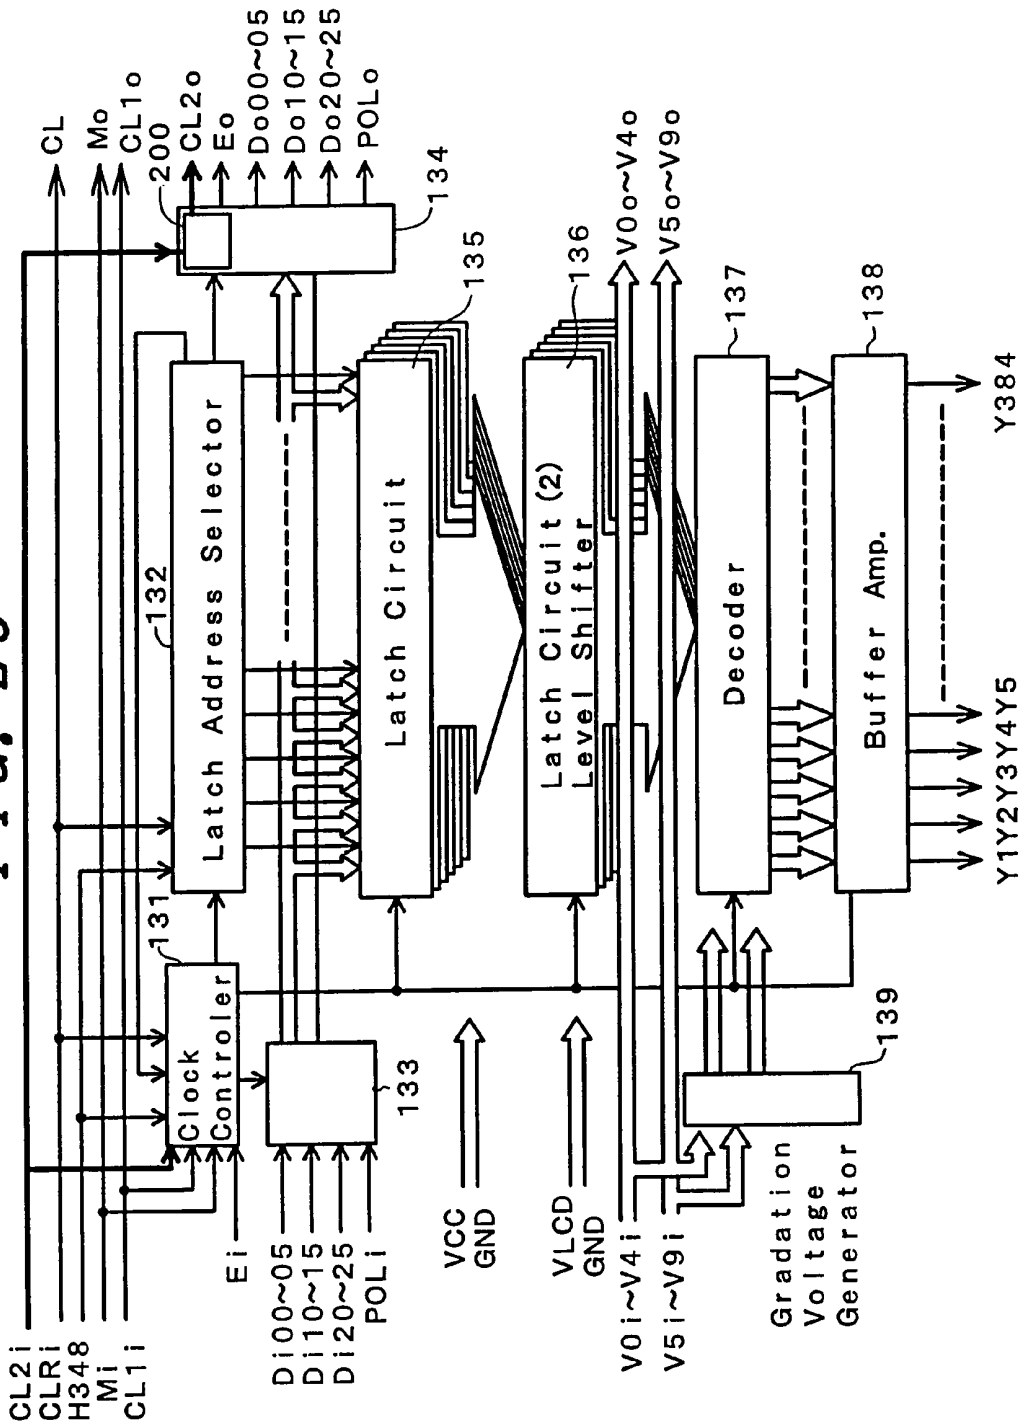 CL2i
CLRi
H348
Mi
CL1i
CL
Mo
CL1o
200
CL2o
Eo
Do00~05
Do10~15
Do20~25
POLo
134
132
Latch Address Selector
131
Clock
Controler
Ei
Di00~05
Di10~15
Di20~25
POLi
133
135
Latch Circuit
136
Latch Circuit (2)
Level Shifter
VCC
GND
VLCD
GND
V0i~V4i
V5i~V9i
V0o~V4o
V5o~V9o
137
Decoder
138
Buffer Amp.
139
Gradation
Voltage
Generator
Y1Y2Y3Y4Y5
Y384